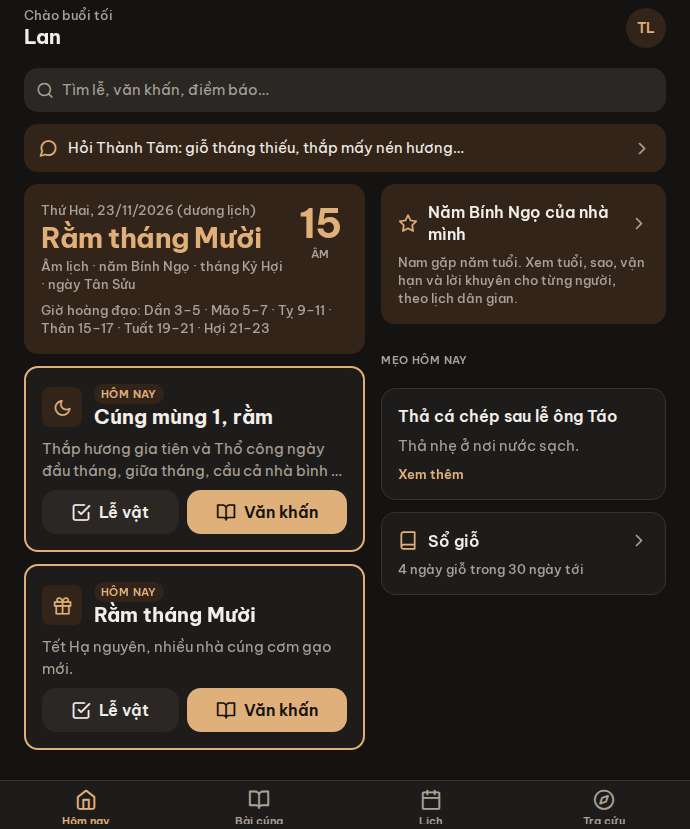 Chào buổi tối
Lan
TL
Tìm lễ, văn khấn, điềm báo...
Hỏi Thành Tâm: giỗ tháng thiếu, thắp mấy nén hương...
Thứ Hai, 23/11/2026 (dương lịch)
Rằm tháng Mười
15
ÂM
Âm lịch · năm Bính Ngọ · tháng Kỷ Hợi
· ngày Tân Sửu
Giờ hoàng đạo: Dần 3–5 · Mão 5–7 · Tỵ 9–11 ·
Thân 15–17 · Tuất 19–21 · Hợi 21–23
HÔM NAY
Cúng mùng 1, rằm
Thắp hương gia tiên và Thổ công ngày
đầu tháng, giữa tháng, cầu cả nhà bình ...
Lễ vật
Văn khấn
HÔM NAY
Rằm tháng Mười
Tết Hạ nguyên, nhiều nhà cúng cơm gạo
mới.
Lễ vật
Văn khấn
Năm Bính Ngọ của nhà
mình
Nam gặp năm tuổi. Xem tuổi, sao, vận
hạn và lời khuyên cho từng người,
theo lịch dân gian.
MẸO HÔM NAY
Thả cá chép sau lễ ông Táo
Thả nhẹ ở nơi nước sạch.
Xem thêm
Sổ giỗ
4 ngày giỗ trong 30 ngày tới
Hôm nay
Bài cúng
Lịch
Tra cứu